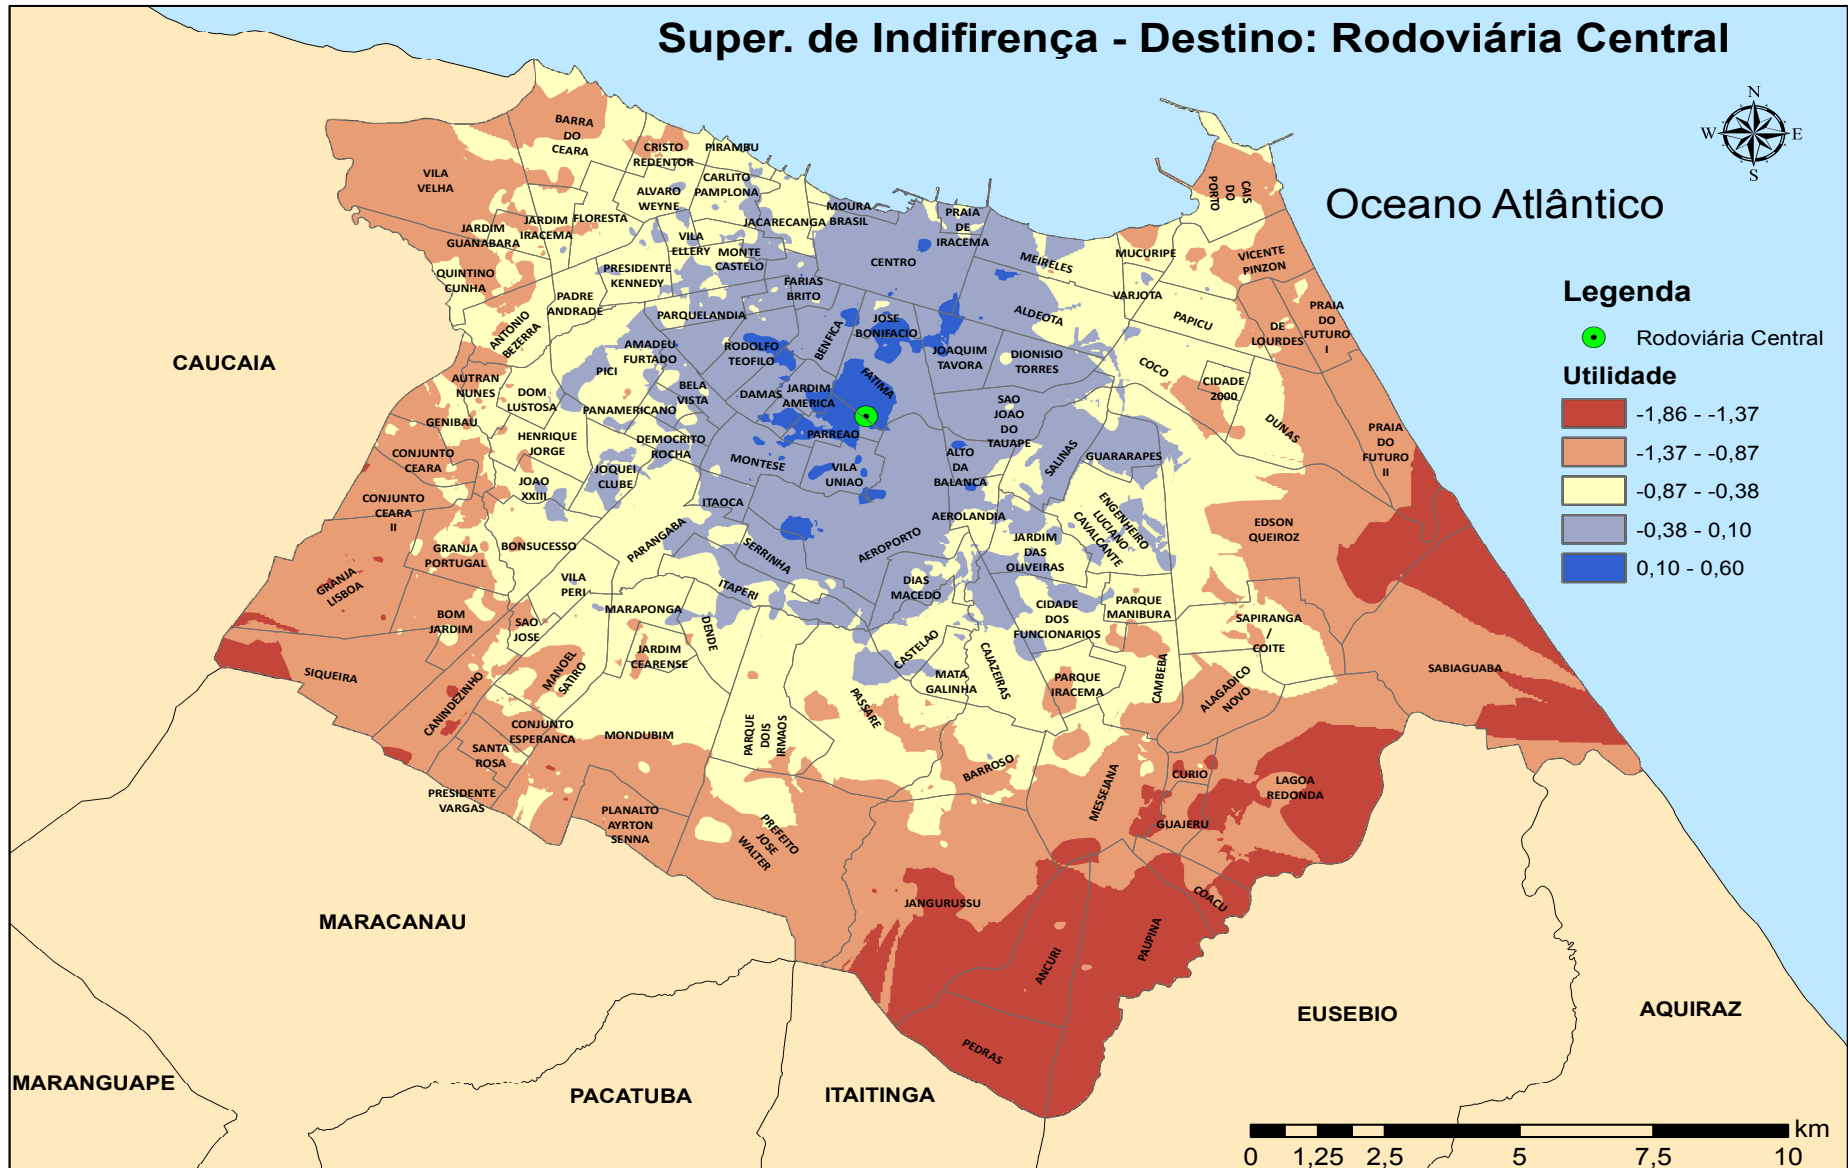 Super. de Indifirença - Destino: Rodoviária Central
N
W
E
S
Oceano Atlântico
Legenda
Rodoviária Central
Utilidade
-1,86 - -1,37
-1,37 - -0,87
-0,87 - -0,38
-0,38 - 0,10
0,10 - 0,60
BARRA
DO
CEARA
CRISTO
REDENTOR
PIRAMBU
VILA
VELHA
ALVARO
WEYNE
CARLITO
PAMPLONA
CAIS
DO
PORTO
JARDIM
GUANABARA
JARDIM
IRACEMA
FLORESTA
JACARECANGA
MOURA
BRASIL
PRAIA
DE
IRACEMA
VILA
ELLERY
MONTE
CASTELO
CENTRO
MEIRELES
MUCURIPE
VICENTE
PINZON
QUINTINO
CUNHA
PRESIDENTE
KENNEDY
FARIAS
BRITO
VARJOTA
PADRE
ANDRADE
PARQUELANDIA
ALDEOTA
PAPICU
DE
LOURDES
PRAIA
DO
FUTURO
I
ANTONIO
BEZERRA
AMADEU
FURTADO
RODOLFO
TEOFILO
BENFICA
JOSE
BONIFACIO
JOAQUIM
TAVORA
DIONISIO
TORRES
COCO
CIDADE
2000
CAUCAIA
AUTRAN
NUNES
PICI
DOM
LUSTOSA
BELA
VISTA
DAMAS
JARDIM
AMERICA
FATIMA
GENIBAU
PANAMERICANO
SAO
JOAO
DO
TAUAPE
DUNAS
PRAIA
DO
FUTURO
II
HENRIQUE
JORGE
DEMOCRITO
ROCHA
PARREAO
CONJUNTO
CEARA
MONTESE
VILA
UNIAO
ALTO
DA
BALANCA
SALINAS
GUARARAPES
JOAO
XXIII
JOQUEI
CLUBE
CONJUNTO
CEARA
II
ITAOCA
AEROLANDIA
ENGENHEIRO
LUCIANO
CAVALCANTE
EDSON
QUEIROZ
GRANJA
PORTUGAL
BONSUCESSO
PARANGABA
SERRINHA
AEROPORTO
JARDIM
DAS
OLIVEIRAS
GRANJA
LISBOA
VILA
PERI
ITAPERI
DIAS
MACEDO
BOM
JARDIM
SAO
JOSE
MARAPONGA
DENDE
CIDADE
DOS
FUNCIONARIOS
PARQUE
MANIBURA
SAPIRANGA
/
COITE
JARDIM
CEARENSE
CASTELAO
SIQUEIRA
MANOEL
SATIRO
MATA
GALINHA
CAJAZEIRAS
PARQUE
IRACEMA
CAMBEBA
ALAGADICO
NOVO
SABIAGUABA
CANINDEZINHO
CONJUNTO
ESPERANCA
MONDUBIM
PARQUE
DOIS
IRMAOS
PASSARE
SANTA
ROSA
BARROSO
MESSEJANA
CURIO
LAGOA
REDONDA
PRESIDENTE
VARGAS
PLANALTO
AYRTON
SENNA
PREFEITO
JOSE
WALTER
GUAJERU
JANGURUSSU
COACU
MARACANAU
ANCURI
PAUPINA
PEDRAS
EUSEBIO
AQUIRAZ
MARANGUAPE
PACATUBA
ITAITINGA
km
0 1,25 2,5 5 7,5 10